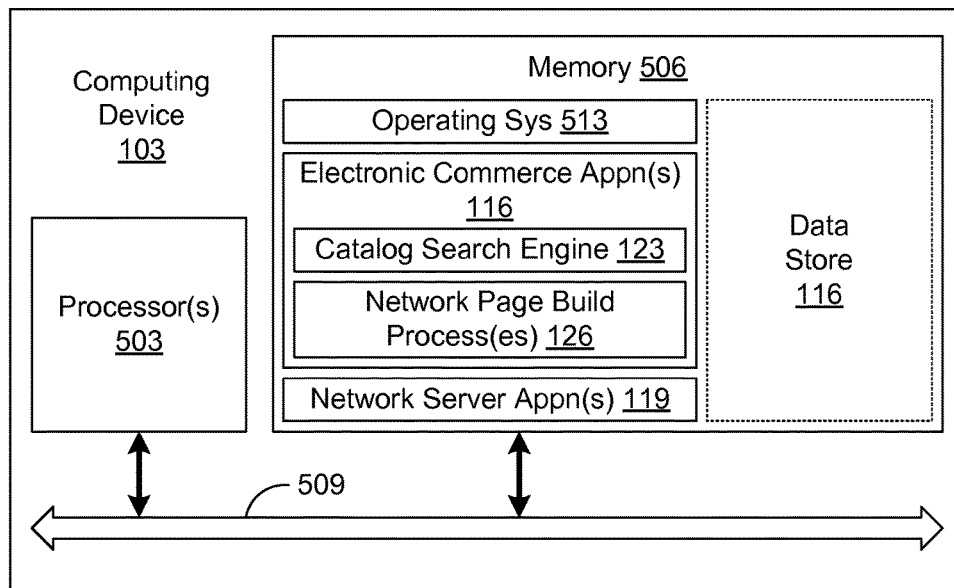 Computing
Device
103
Processor(s)
503
Memory 506
Operating Sys 513
Electronic Commerce Appn(s)
116
Catalog Search Engine 123
Network Page Build
Process(es) 126
Network Server Appn(s) 119
Data
Store
116
509